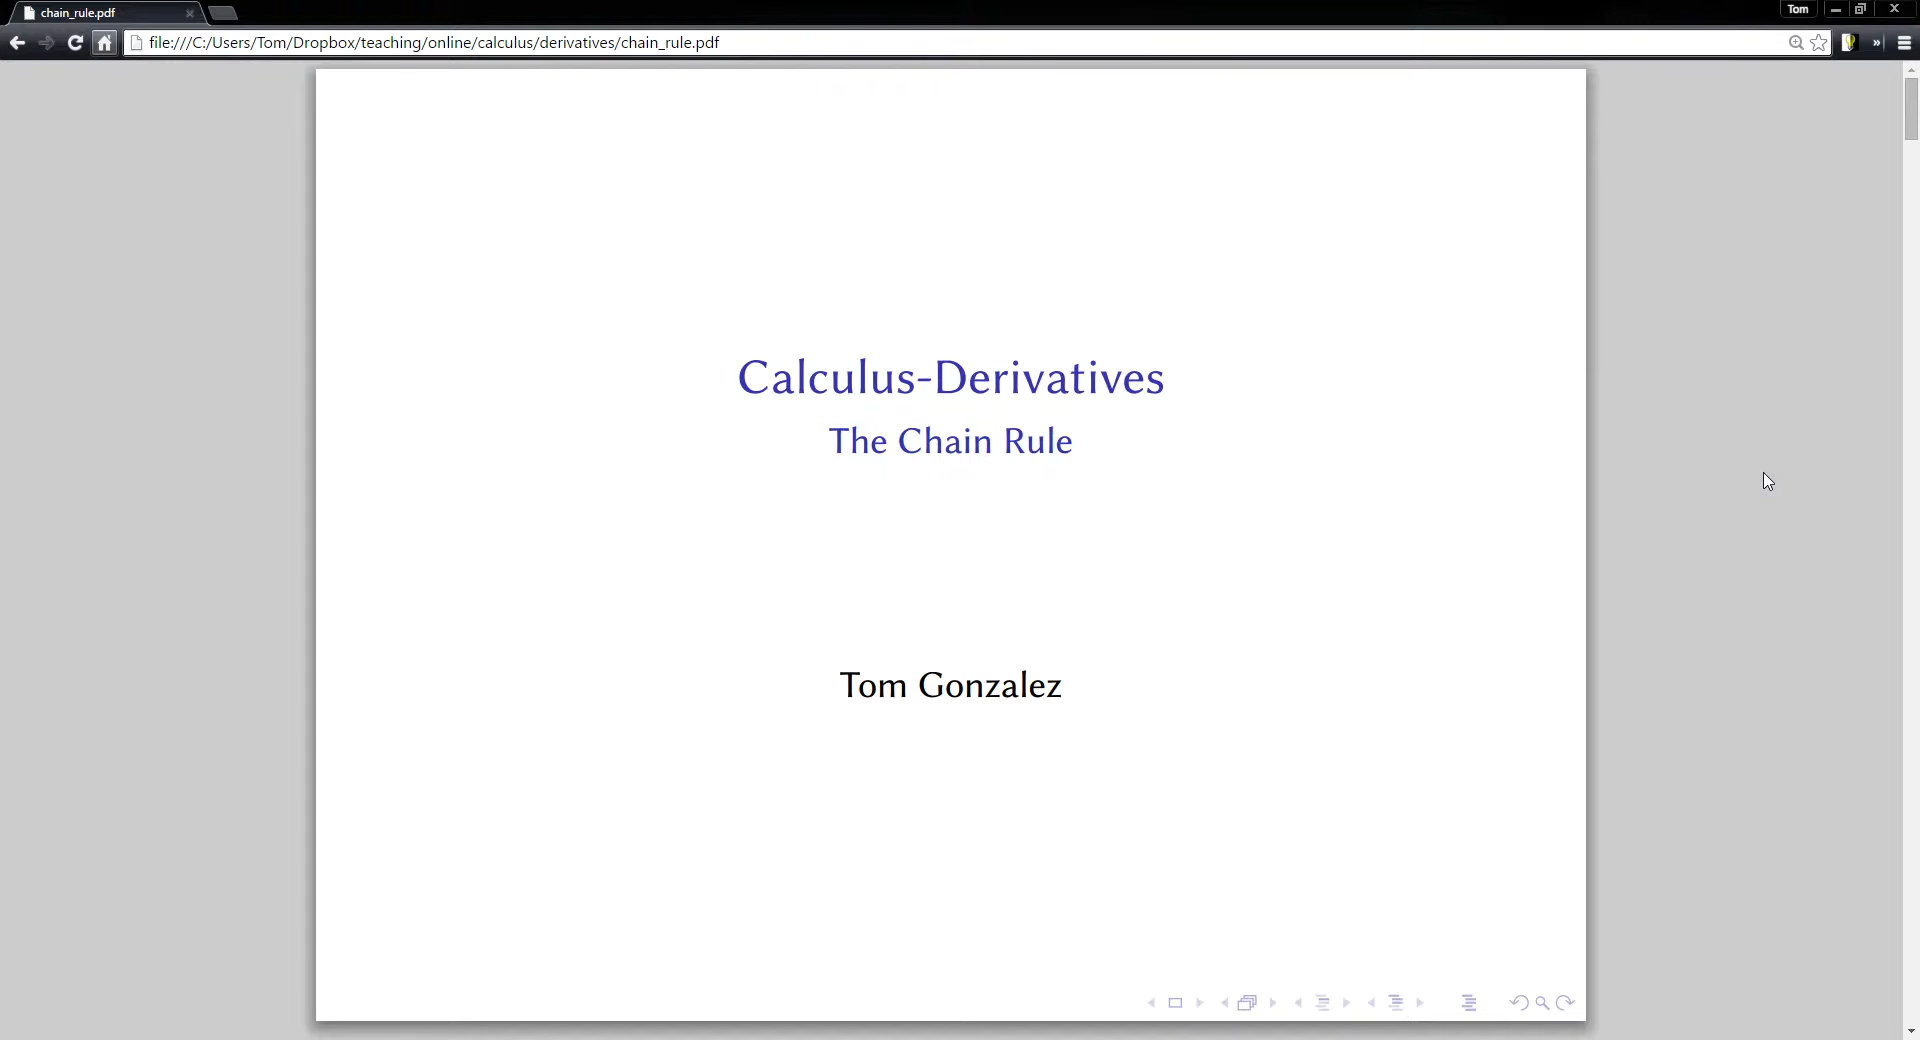 chain_rule.pdf
Tom
file:///C:/Users/Tom/Dropbox/teaching/online/calculus/derivatives/chain_rule.pdf
Calculus-Derivatives
The Chain Rule
Tom Gonzalez